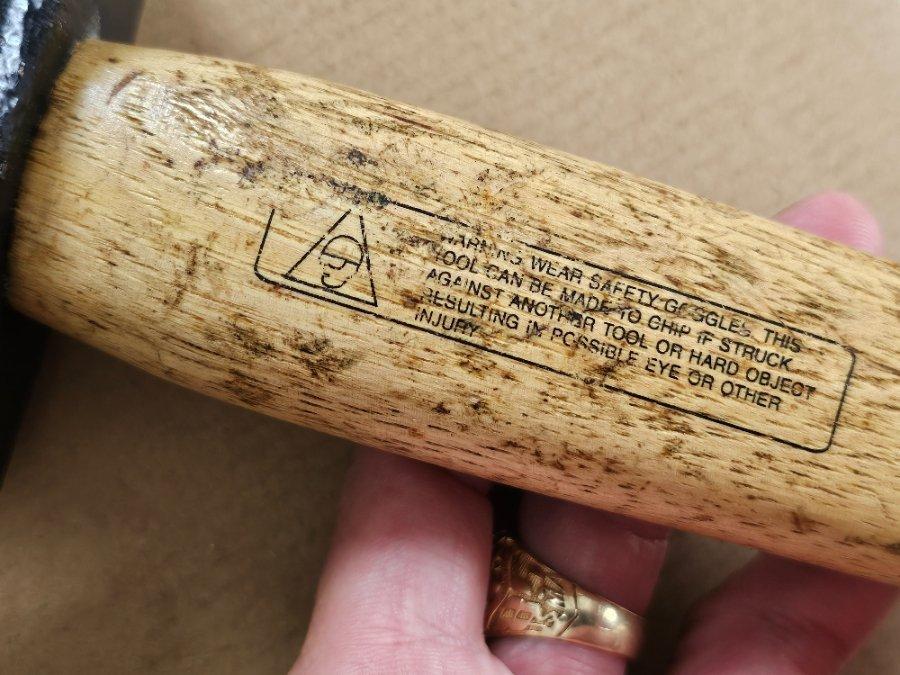 WARNING WEAR SAFETY GOGGLES. THIS
TOOL CAN BE MADE TO CHIP IF STRUCK
AGAINST ANOTHER TOOL OR HARD OBJECT
RESULTING IN POSSIBLE EYE OR OTHER
INJURY